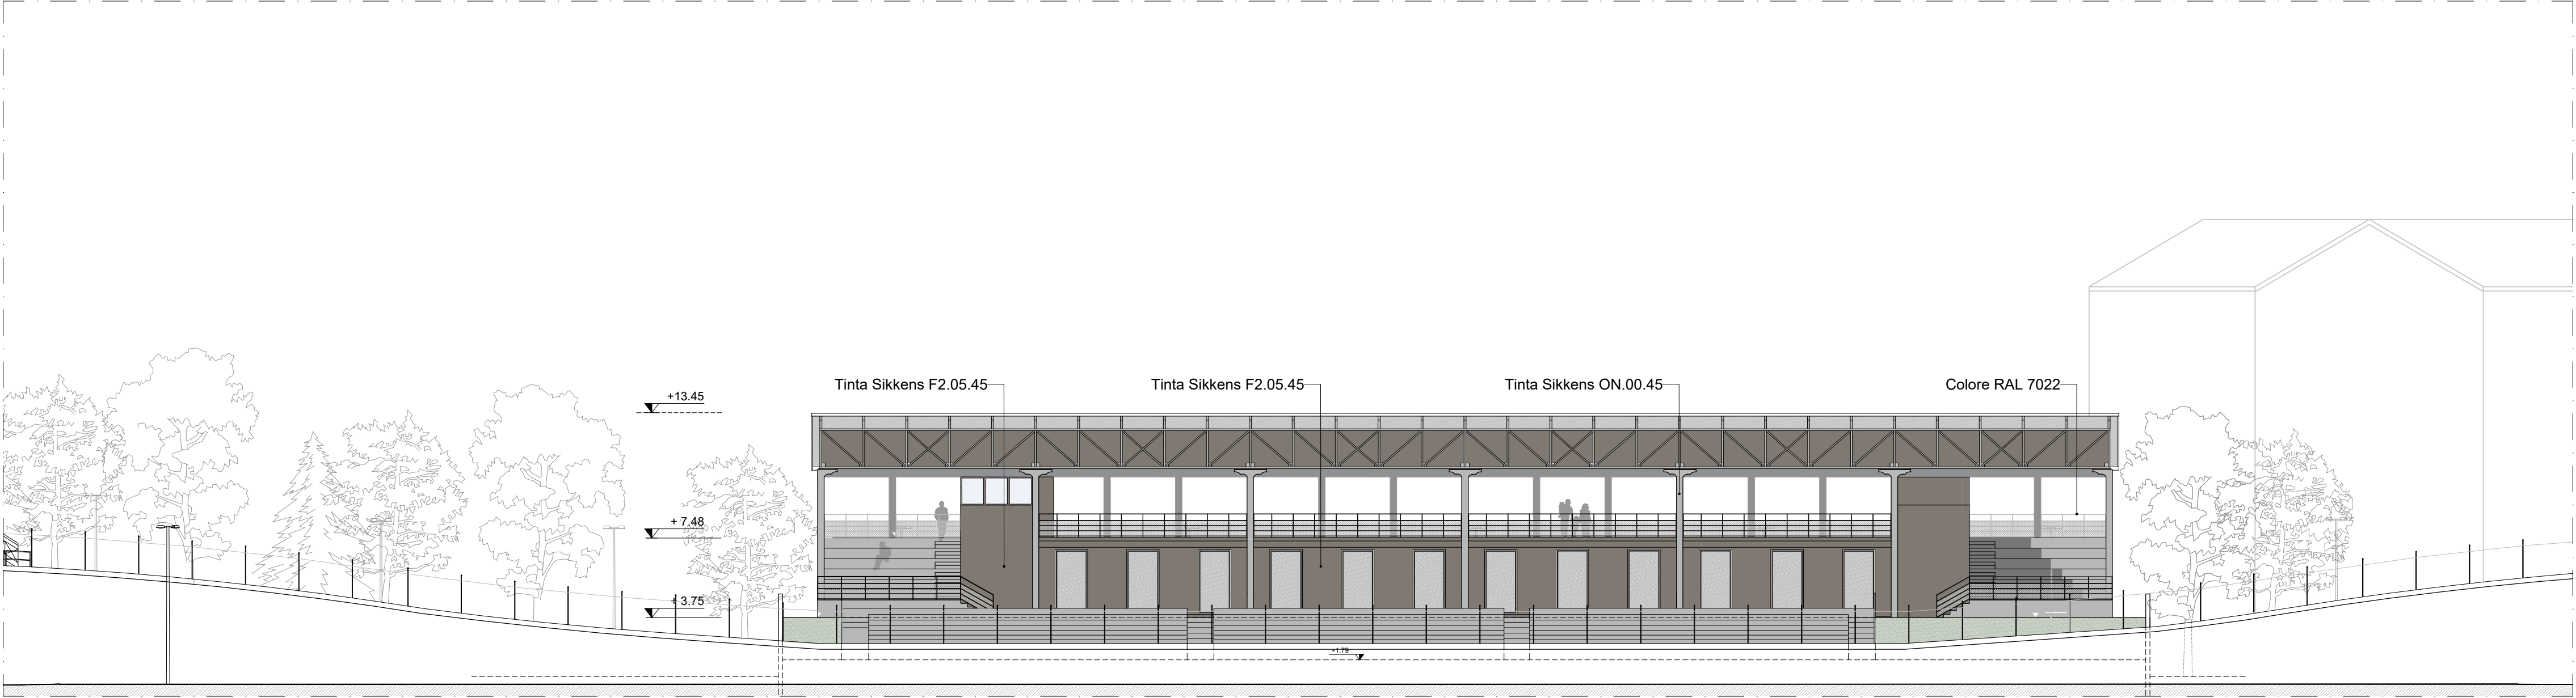 Tinta Sikkens F2.05.45
Tinta Sikkens F2.05.45
Tinta Sikkens ON.00.45
Colore RAL 7022
+13.45
+ 7.48
+ 3.75
+1.79